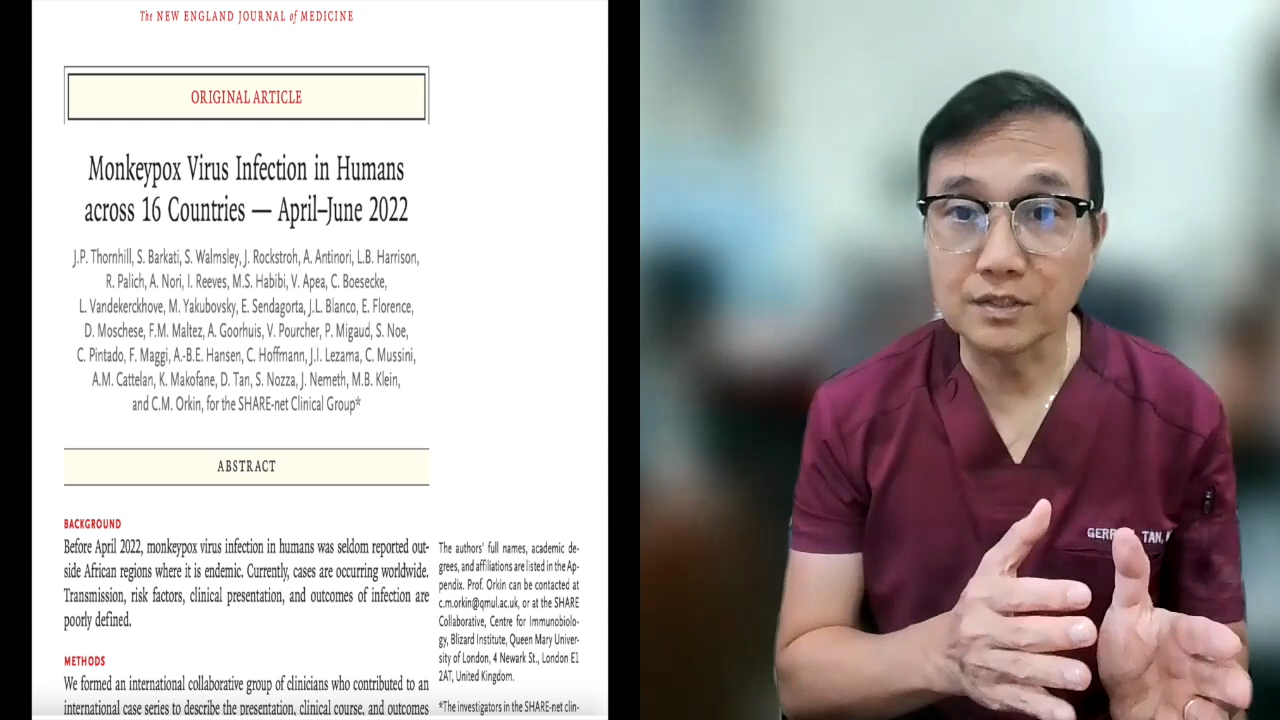 The NEW ENGLAND JOURNAL of MEDICINE
ORIGINAL ARTICLE
Monkeypox Virus Infection in Humans
across 16 Countries — April–June 2022
J.P. Thornhill, S. Barkati, S. Walmsley, J. Rockstroh, A. Antinori, L.B. Harrison,
R. Palich, A. Nori, I. Reeves, M.S. Habibi, V. Apea, C. Boesecke,
L. Vandekerckhove, M. Yakubovsky, E. Sendagorta, J.L. Blanco, E. Florence,
D. Moschese, F.M. Maltez, A. Goorhuis, V. Pourcher, P. Migaud, S. Noe,
C. Pintado, F. Maggi, A.-B.E. Hansen, C. Hoffmann, J.I. Lezama, C. Mussini,
A.M. Cattelan, K. Makofane, D. Tan, S. Nozza, J. Nemeth, M.B. Klein,
and C.M. Orkin, for the SHARE-net Clinical Group*
ABSTRACT
BACKGROUND
Before April 2022, monkeypox virus infection in humans was seldom reported out-
side African regions where it is endemic. Currently, cases are occurring worldwide.
Transmission, risk factors, clinical presentation, and outcomes of infection are
poorly defined.
METHODS
We formed an international collaborative group of clinicians who contributed to an
international case series to describe the presentation, clinical course, and outcomes
The authors' full names, academic de-
grees, and affiliations are listed in the Ap-
pendix. Prof. Orkin can be contacted at
c.m.orkin@qmul.ac.uk, or at the SHARE
Collaborative, Centre for Immunobiolo-
gy, Blizard Institute, Queen Mary Univer-
sity of London, 4 Newark St., London E1
2AT, United Kingdom.
*The investigators in the SHARE-net clin-
TAN,